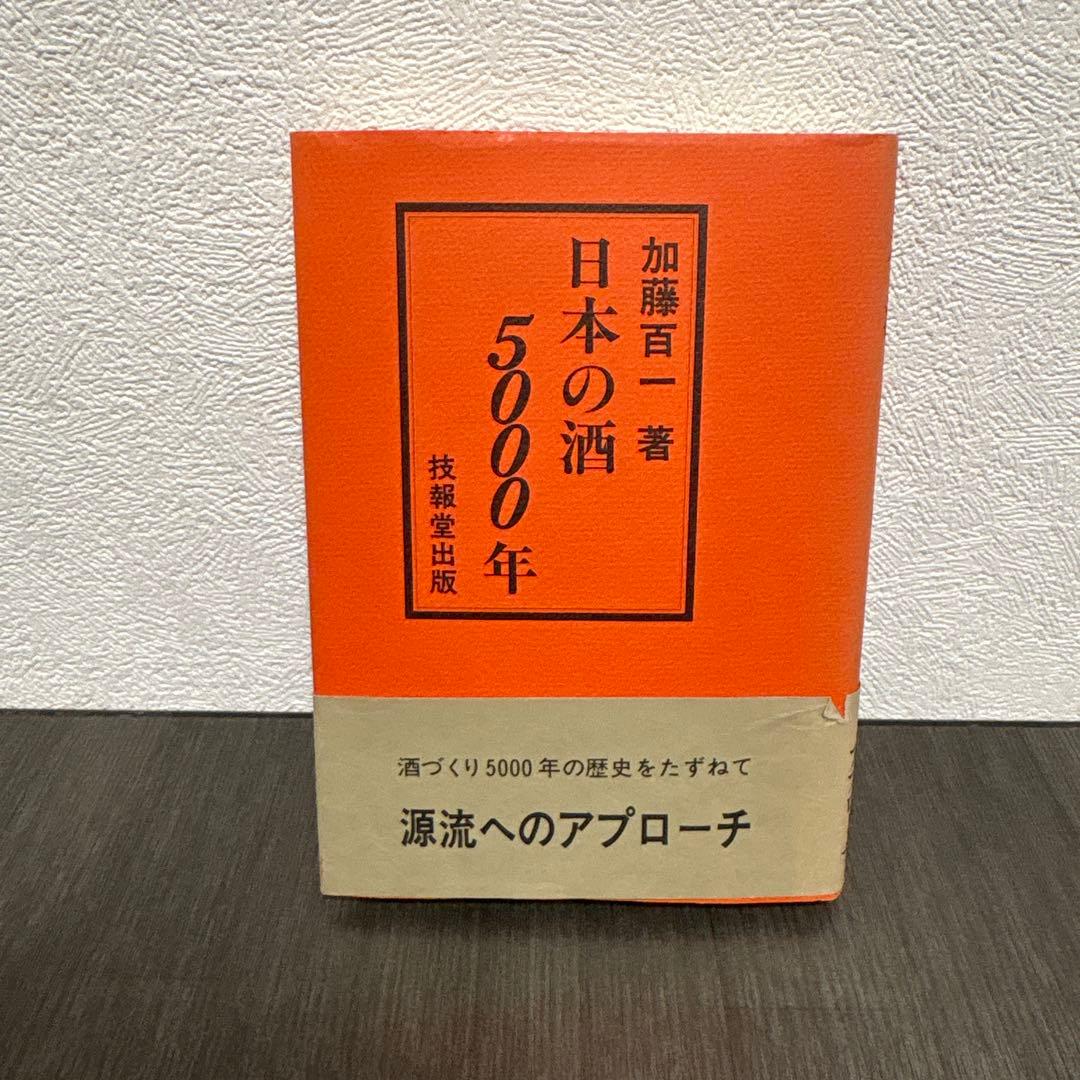 加藤百一 著
日本の酒
5000年
技報堂出版
酒づくり5000年の歴史をたずねて
源流へのアプローチ